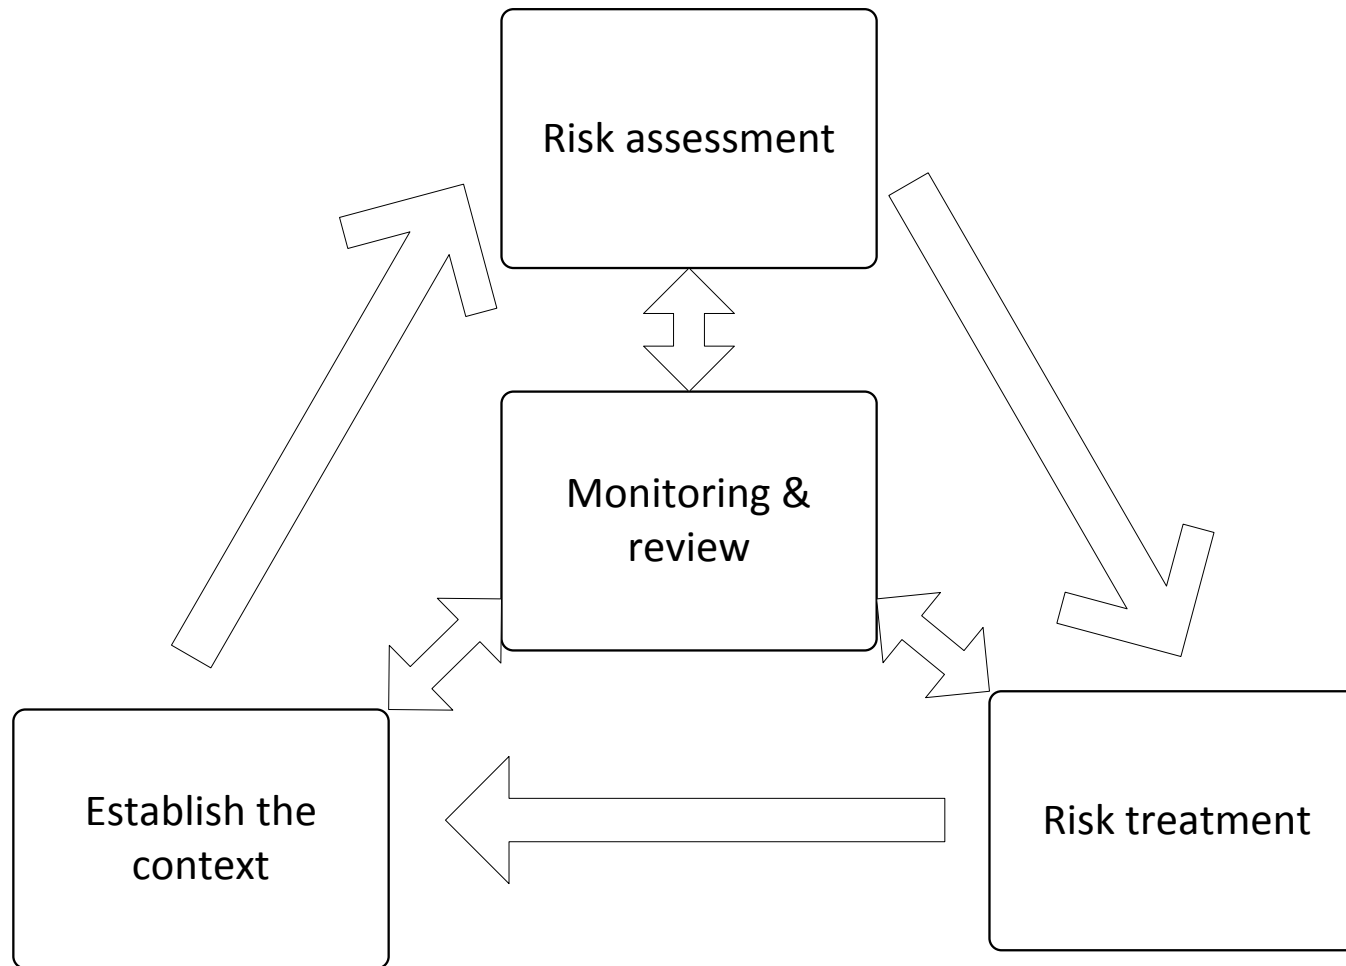 Risk assessment
Monitoring &
review
Establish the
context
Risk treatment